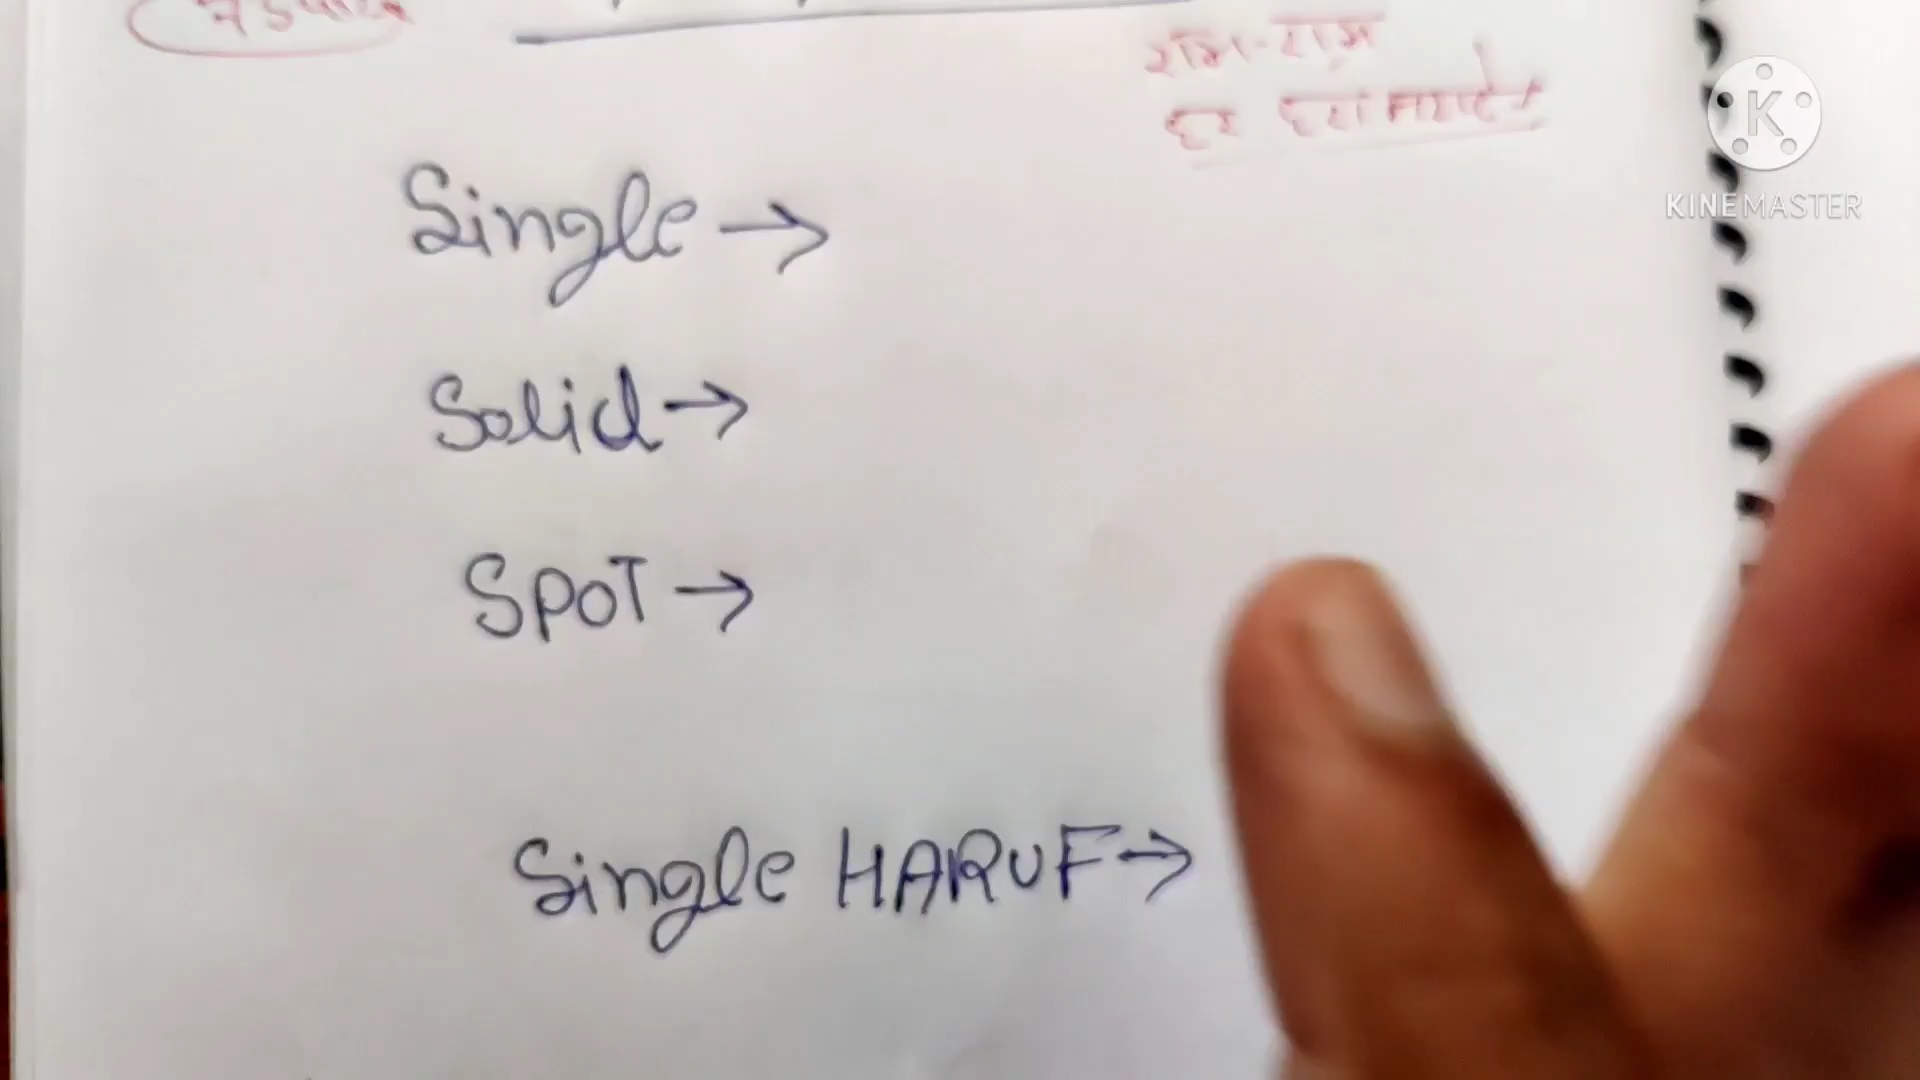 राम-राम
Single →
Solid →
SPOT →
Single HARUF →
KINEMASTER